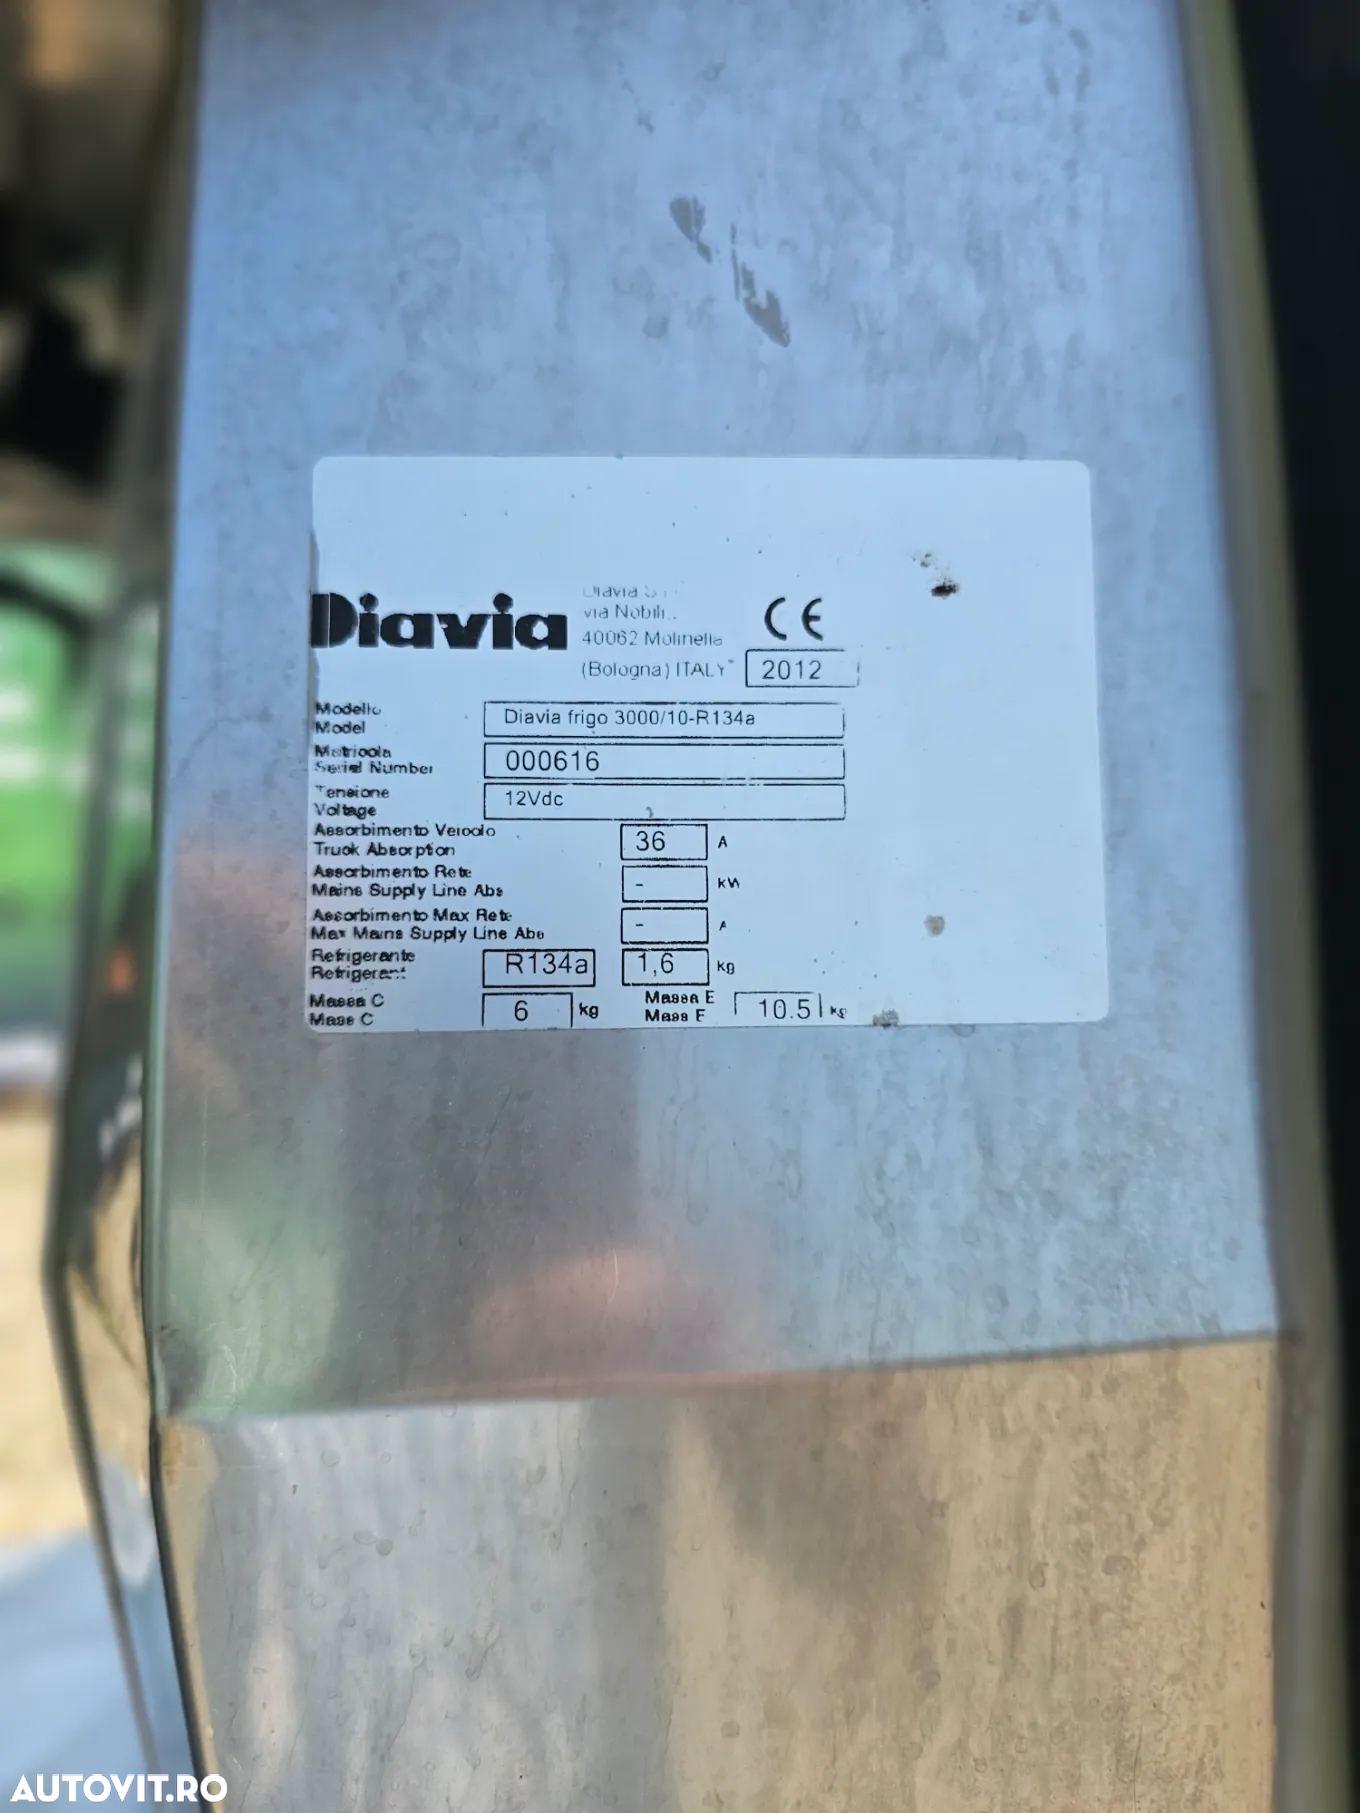 Diavia
Diavia S
via Nobili
40062 Molinella
(Bologna) ITALY
CE
2012
Modello
Model
Diavia frigo 3000/10-R134a
Matricola
Serial Number
000616
Tensione
Voltage
12Vdc
Assorbimento Veicolo
Truck Absorption
36 A
Assorbimento Rete
Mains Supply Line Abs
- kW
Assorbimento Max Rete
Max Mains Supply Line Abs
- A
Refrigerante
Refrigerant
R134a 1,6 kg
Massa C
Mass C
6 kg
Massa E
Mass E
10.5 kg
AUTOVIT.RO